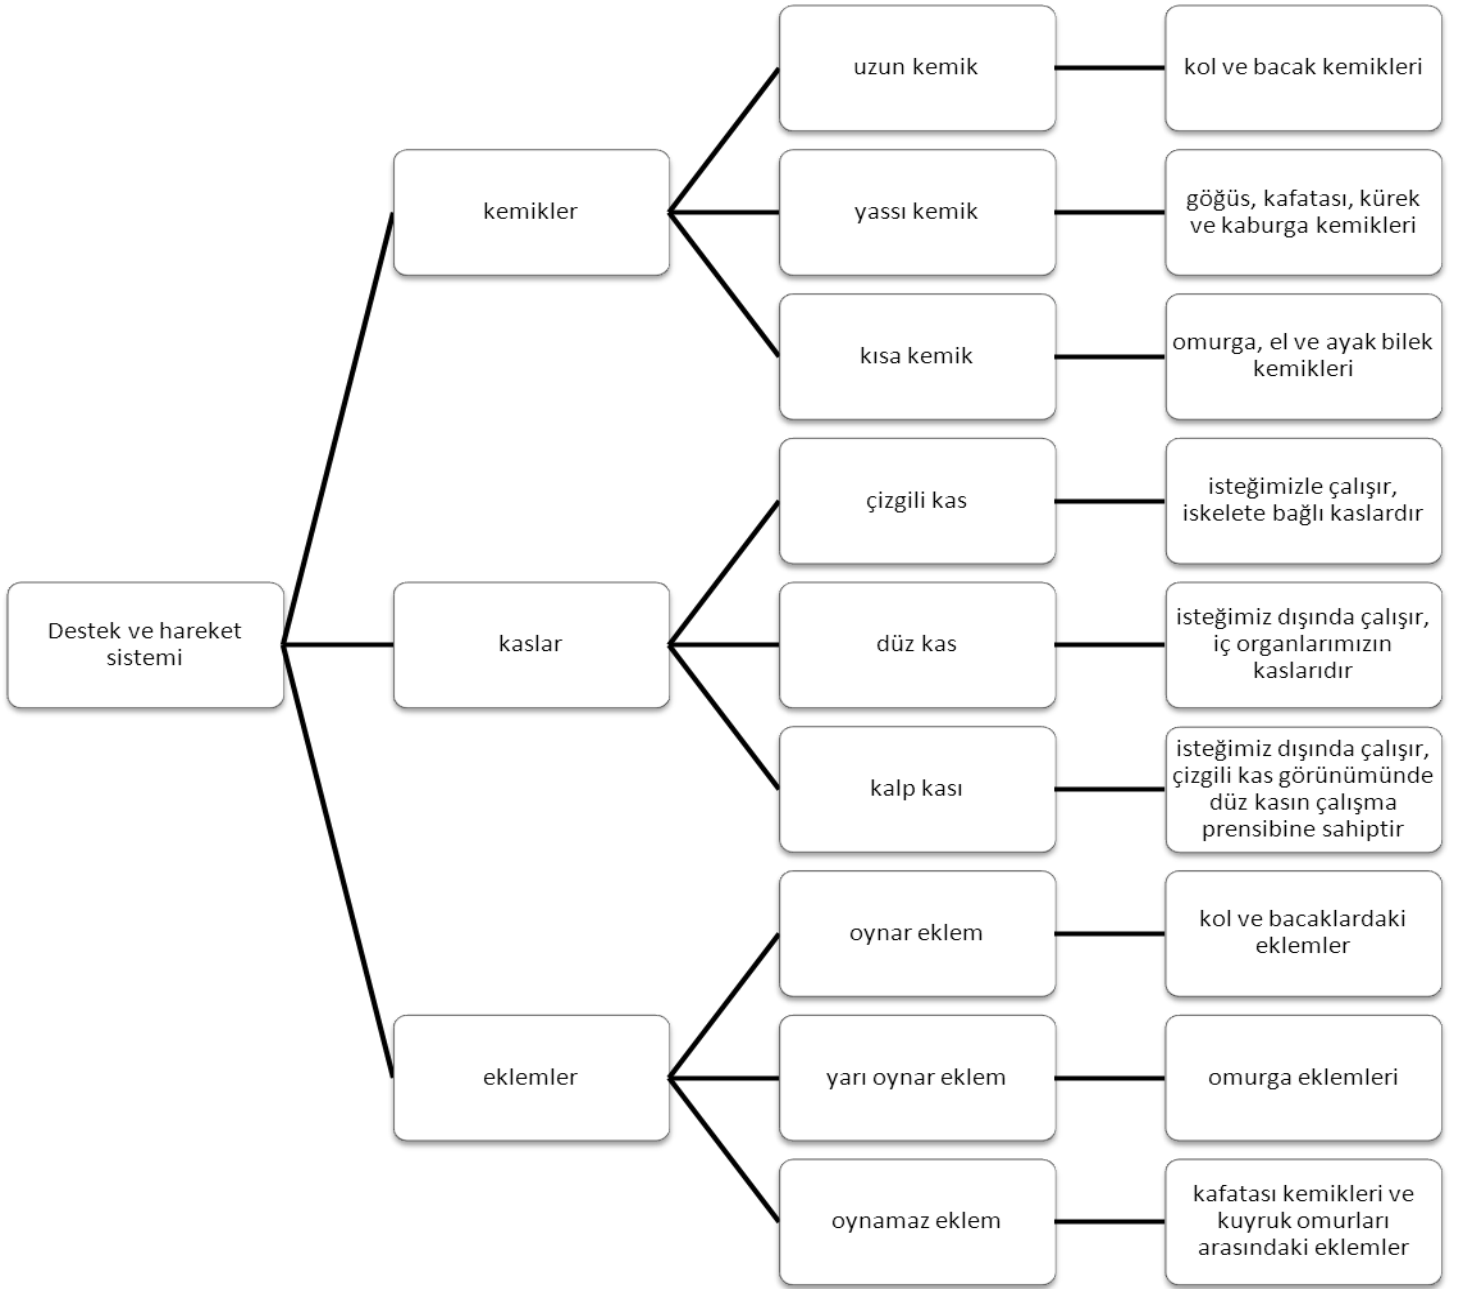 Destek ve hareket
sistemi
kemikler
uzun kemik
kol ve bacak kemikleri
yassı kemik
göğüs, kafatası, kürek
ve kaburga kemikleri
kısa kemik
omurga, el ve ayak bilek
kemikleri
kaslar
çizgili kas
isteğimizle çalışır,
iskelete bağlı kaslardır
düz kas
isteğimiz dışında çalışır,
iç organlarımızın
kaslarıdır
kalp kası
isteğimiz dışında çalışır,
çizgili kas görünümünde
düz kasın çalışma
prensibine sahiptir
eklemler
oynar eklem
kol ve bacaklardaki
eklemler
yarı oynar eklem
omurga eklemleri
oynamaz eklem
kafatası kemikleri ve
kuyruk omurları
arasındaki eklemler